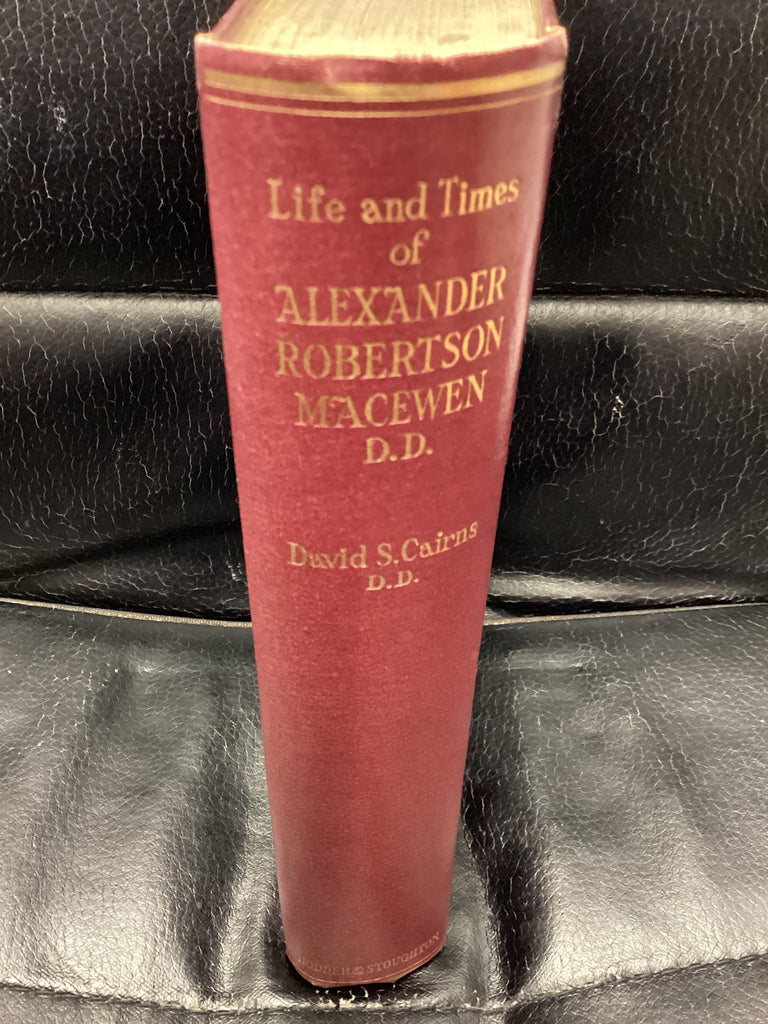 Life and Times
of
ALEXANDER
ROBERTSON
MACEWEN
D.D.
David S. Cairns
D.D.
HODDER & STOUGHTON